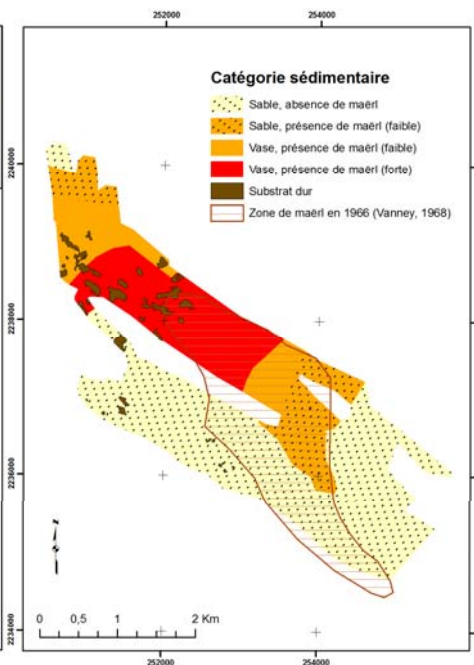 252000 254000
Catégorie sédimentaire
Sable, absence de maërl
Sable, présence de maërl (faible)
Vase, présence de maërl (faible)
Vase, présence de maërl (forte)
Substrat dur
Zone de maërl en 1966 (Vanney, 1968)
2240000
2238000
2236000
2234000
0 0,5 1 2 Km
252000 254000